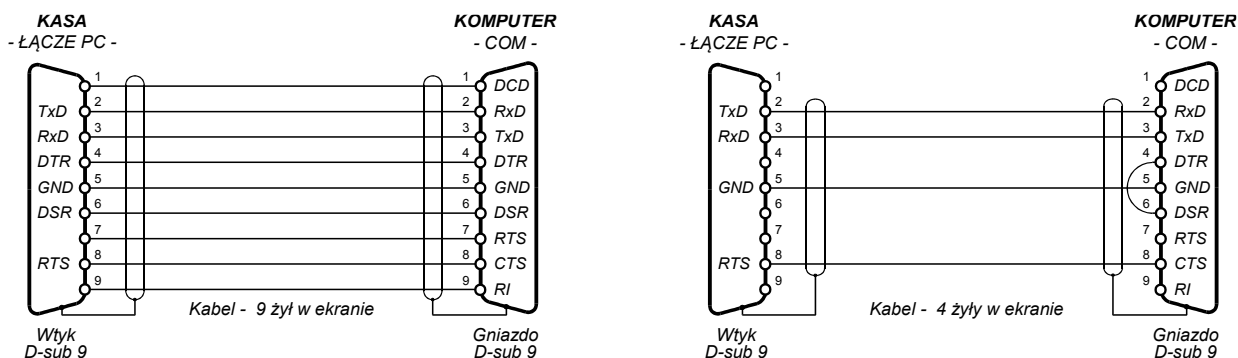 KASA
- ŁĄCZE PC -
KOMPUTER
- COM -
1 1 DCD
TxD 2 2 RxD
RxD 3 3 TxD
DTR 4 4 DTR
GND 5 5 GND
DSR 6 6 DSR
7 7 RTS
RTS 8 8 CTS
9 9 RI
Kabel - 9 żył w ekranie
Wtyk
D-sub 9
Gniazdo
D-sub 9
KASA
- ŁĄCZE PC -
KOMPUTER
- COM -
1 1 DCD
TxD 2 2 RxD
RxD 3 3 TxD
4 4 DTR
GND 5 5 GND
6 6 DSR
7 7 RTS
RTS 8 8 CTS
9 9 RI
Kabel - 4 żyły w ekranie
Wtyk
D-sub 9
Gniazdo
D-sub 9